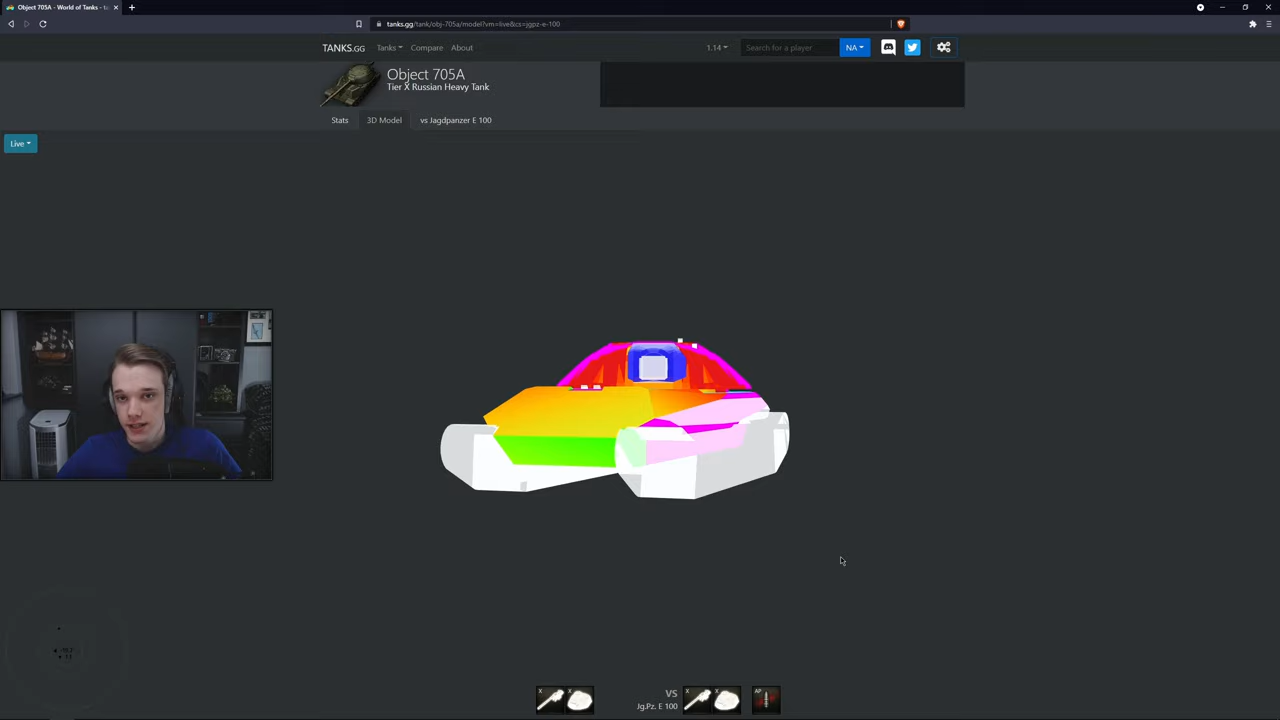 Object 705A - World of Tanks - ta
tanks.gg/tank/obj-705a/model?vm=live&cs=jgpz-e-100
TANKS.GG
Tanks
Compare
About
1.14
Search for a player
NA
Object 705A
Tier X Russian Heavy Tank
Stats
3D Model
vs Jagdpanzer E 100
Live
X
X
VS
Jg.Pz. E 100
X
X
AP